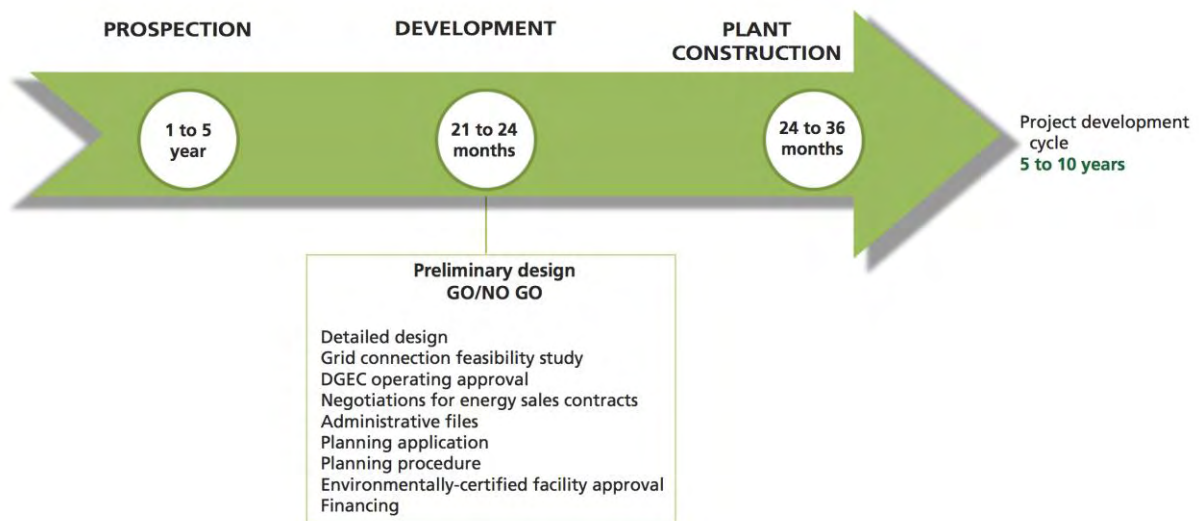 PROSPECTION
DEVELOPMENT
PLANT
CONSTRUCTION
1 to 5
year
21 to 24
months
24 to 36
months
Project development
cycle
5 to 10 years
Preliminary design
GO/NO GO
Detailed design
Grid connection feasibility study
DGEC operating approval
Negotiations for energy sales contracts
Administrative files
Planning application
Planning procedure
Environmentally-certified facility approval
Financing